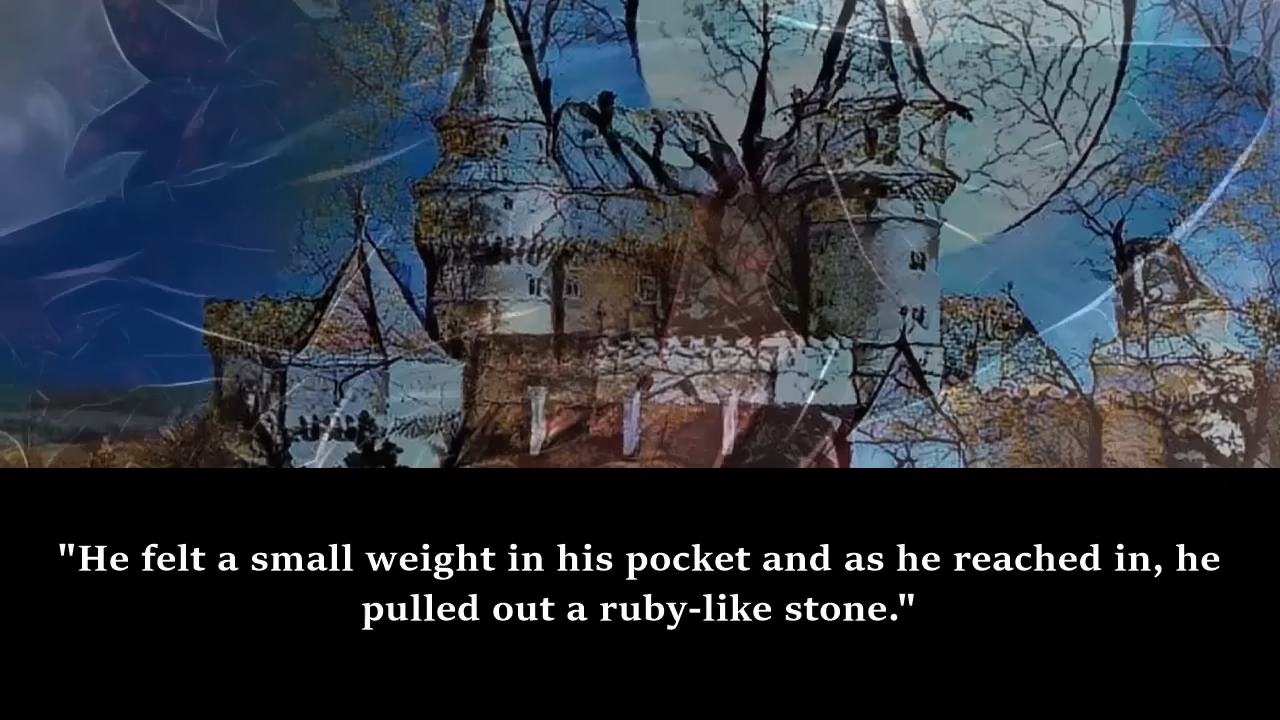 "He felt a small weight in his pocket and as he reached in, he
pulled out a ruby-like stone."